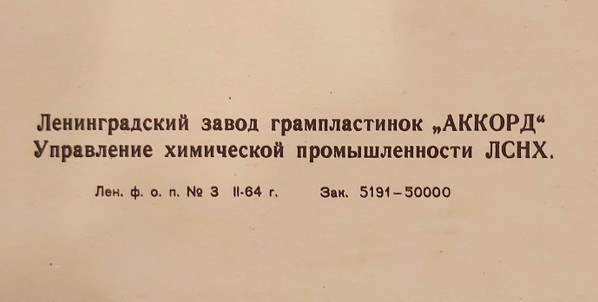 Ленинградский завод грампластинок „АККОРД“
Управление химической промышленности ЛСНХ.
Лен. ф. о. п. № 3 II-64 г. Зак. 5191–50000